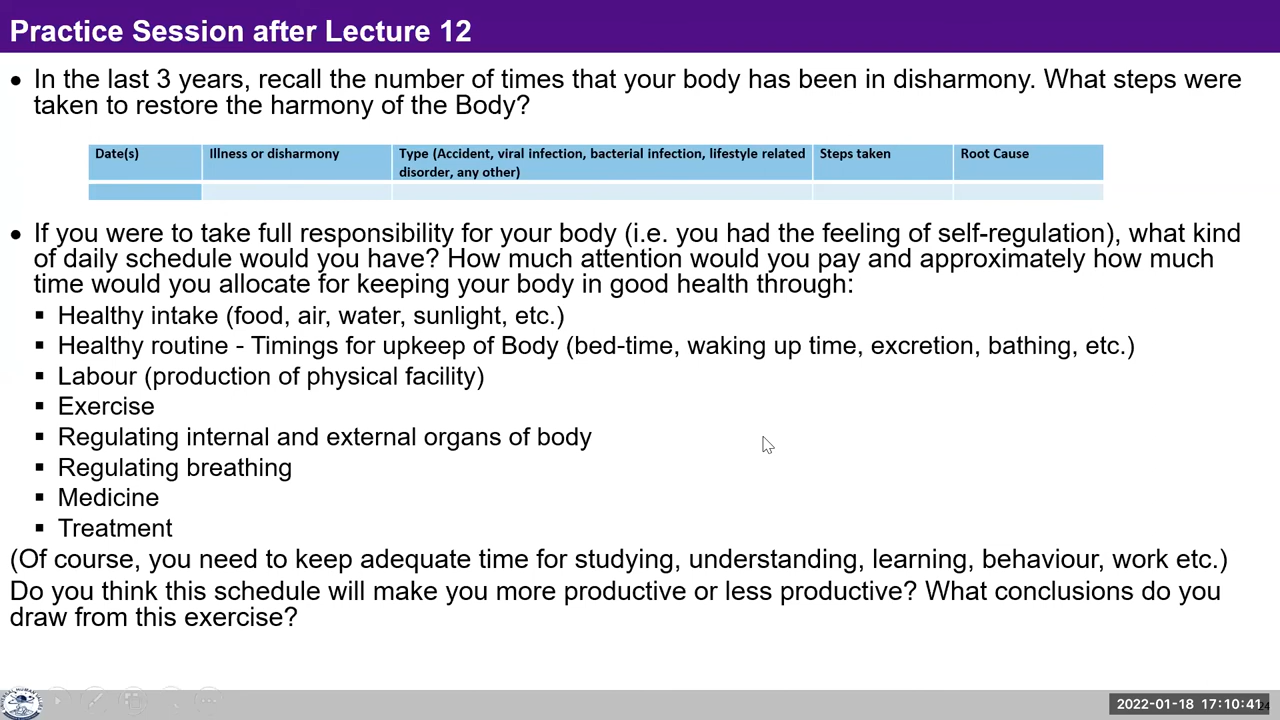 Practice Session after Lecture 12
• In the last 3 years, recall the number of times that your body has been in disharmony. What steps were
taken to restore the harmony of the Body?
Date(s) Illness or disharmony Type (Accident, viral infection, bacterial infection, lifestyle related Steps taken Root Cause
disorder, any other)
• If you were to take full responsibility for your body (i.e. you had the feeling of self-regulation), what kind
of daily schedule would you have? How much attention would you pay and approximately how much
time would you allocate for keeping your body in good health through:
▪ Healthy intake (food, air, water, sunlight, etc.)
▪ Healthy routine - Timings for upkeep of Body (bed-time, waking up time, excretion, bathing, etc.)
▪ Labour (production of physical facility)
▪ Exercise
▪ Regulating internal and external organs of body
▪ Regulating breathing
▪ Medicine
▪ Treatment
(Of course, you need to keep adequate time for studying, understanding, learning, behaviour, work etc.)
Do you think this schedule will make you more productive or less productive? What conclusions do you
draw from this exercise?
2022-01-18 17:10:41